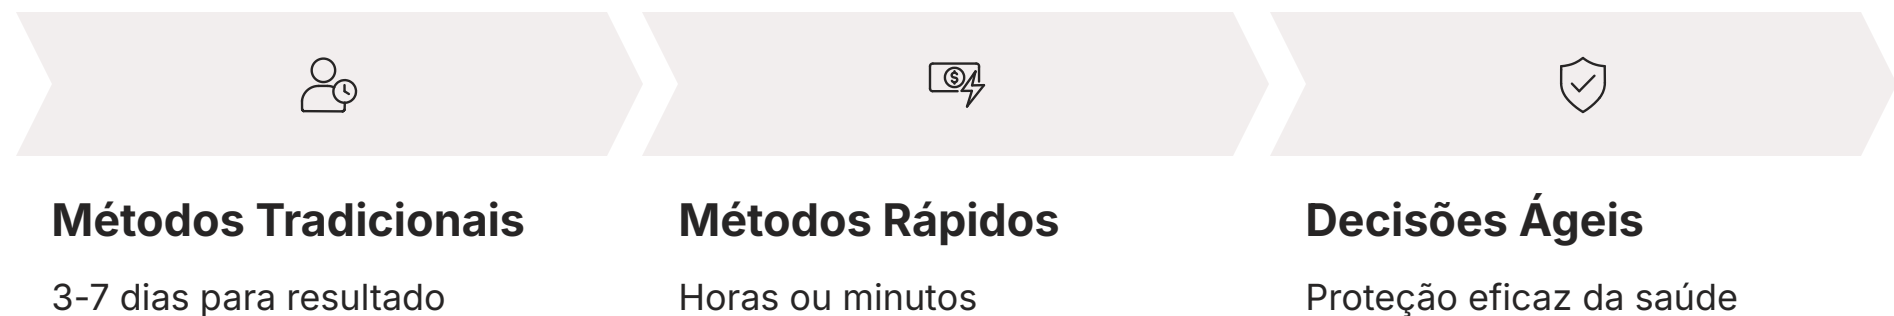 Métodos Tradicionais
3-7 dias para resultado
Métodos Rápidos
Horas ou minutos
Decisões Ágeis
Proteção eficaz da saúde